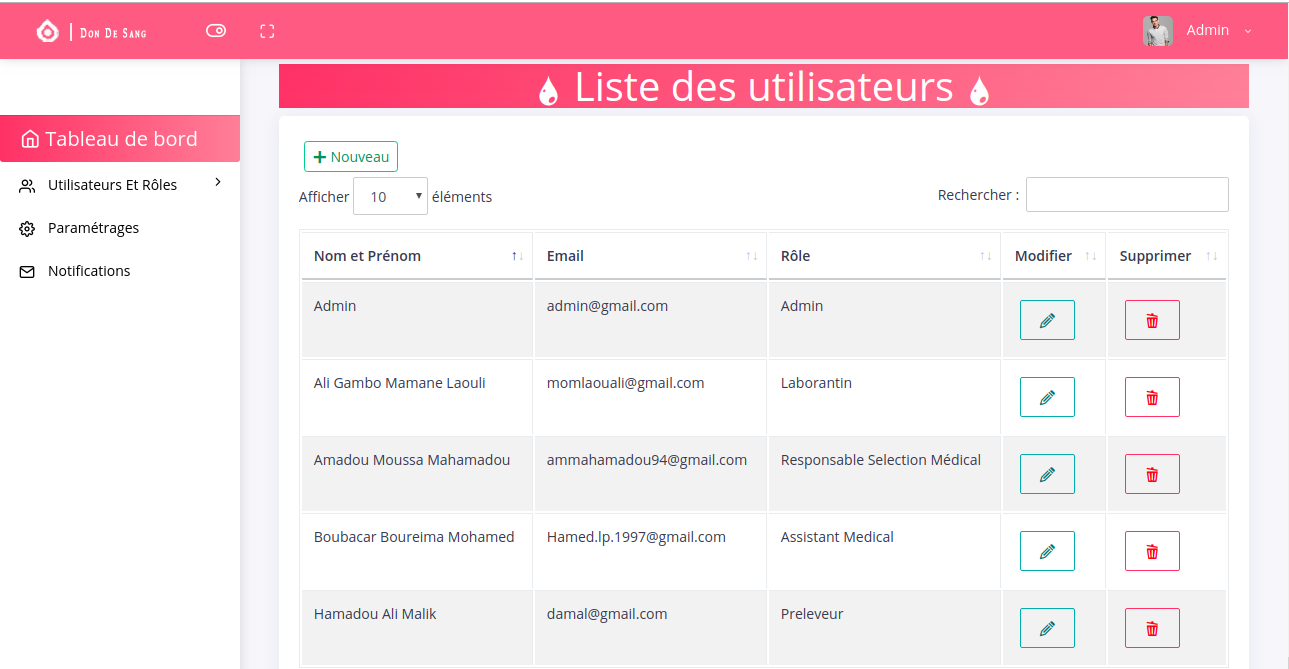 Don De Sang
Admin
Liste des utilisateurs
Tableau de bord
Utilisateurs Et Rôles
Paramétrages
Notifications
Nouveau
Afficher 10 éléments
Rechercher :
Nom et Prénom Email Rôle Modifier Supprimer
Admin admin@gmail.com Admin
Ali Gambo Mamane Laouli momlaouali@gmail.com Laborantin
Amadou Moussa Mahamadou ammahamadou94@gmail.com Responsable Selection Médical
Boubacar Boureima Mohamed Hamed.lp.1997@gmail.com Assistant Medical
Hamadou Ali Malik damal@gmail.com Preleveur